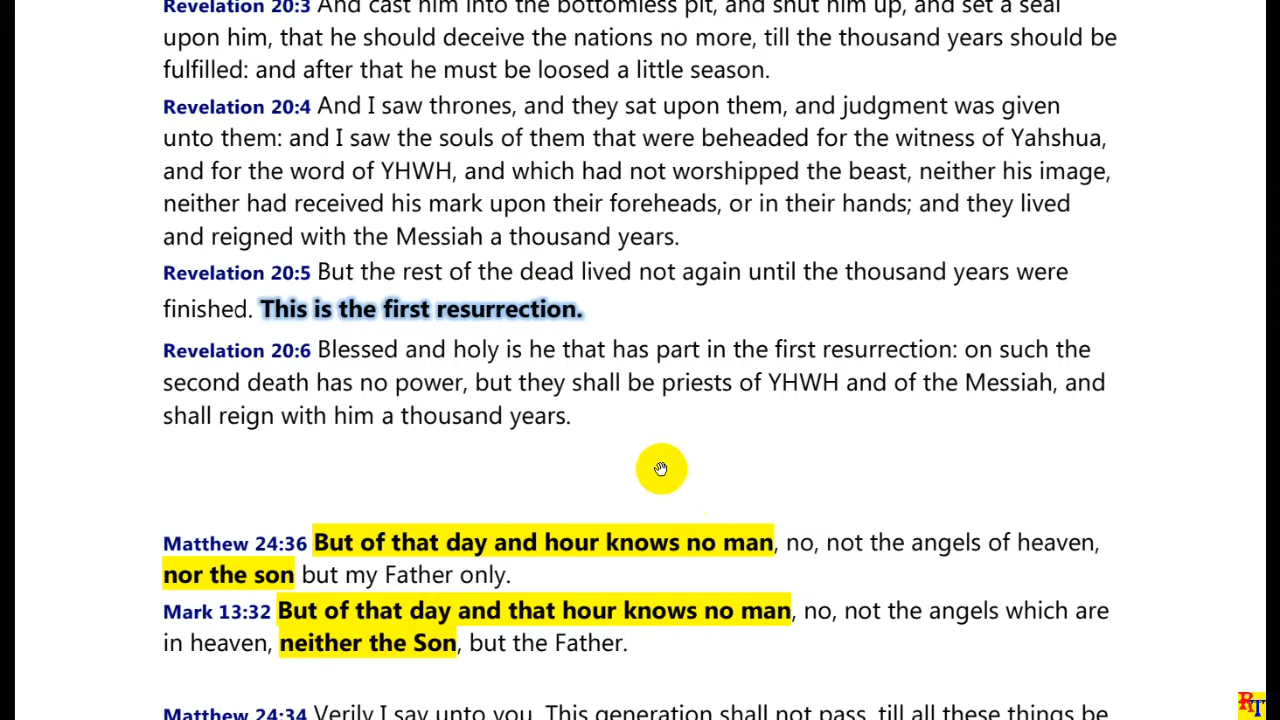 Revelation 20:3 And cast him into the bottomless pit, and shut him up, and set a seal
upon him, that he should deceive the nations no more, till the thousand years should be
fulfilled: and after that he must be loosed a little season.
Revelation 20:4 And I saw thrones, and they sat upon them, and judgment was given
unto them: and I saw the souls of them that were beheaded for the witness of Yahshua,
and for the word of YHWH, and which had not worshipped the beast, neither his image,
neither had received his mark upon their foreheads, or in their hands; and they lived
and reigned with the Messiah a thousand years.
Revelation 20:5 But the rest of the dead lived not again until the thousand years were
finished. This is the first resurrection.
Revelation 20:6 Blessed and holy is he that has part in the first resurrection: on such the
second death has no power, but they shall be priests of YHWH and of the Messiah, and
shall reign with him a thousand years.
Matthew 24:36 But of that day and hour knows no man, no, not the angels of heaven,
nor the son but my Father only.
Mark 13:32 But of that day and that hour knows no man, no, not the angels which are
in heaven, neither the Son, but the Father.
Matthew 24:34 Verily I say unto you, This generation shall not pass, till all these things be
RT